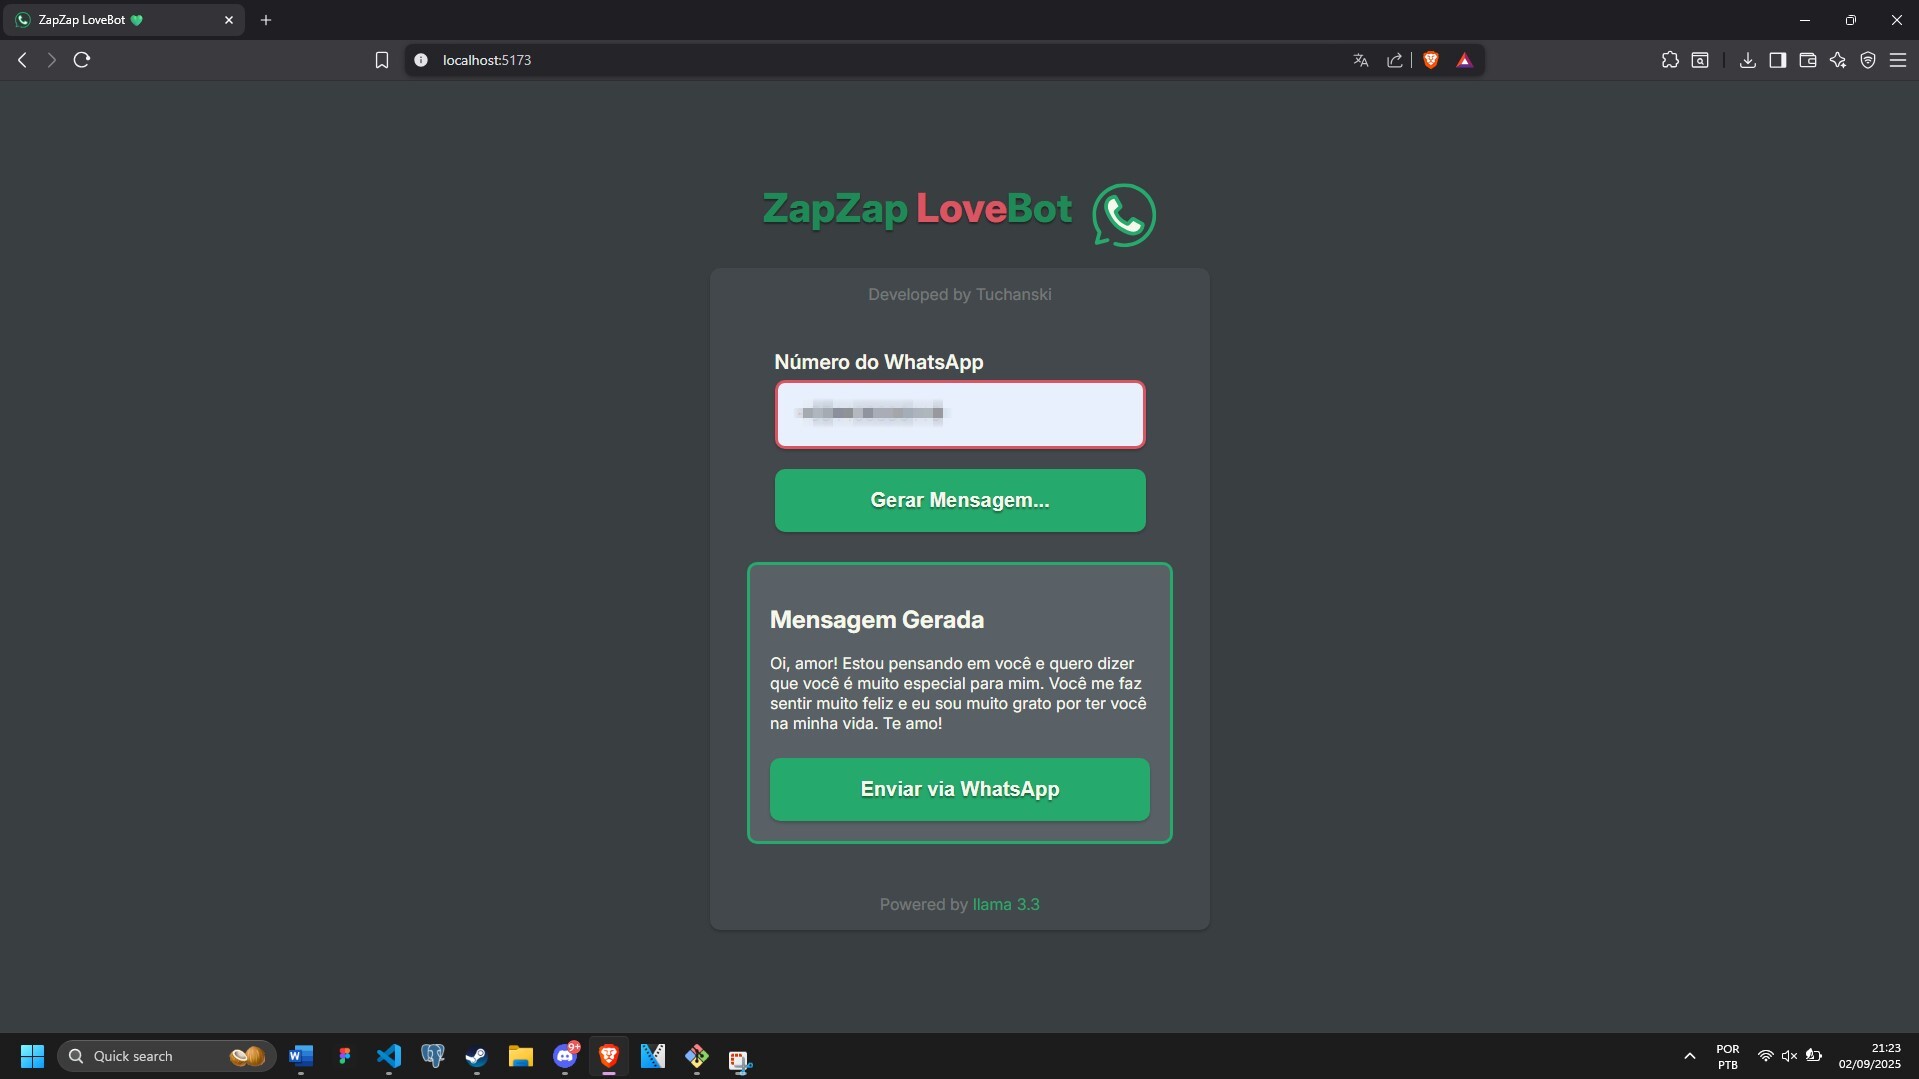 ZapZap LoveBot 💚
localhost:5173
ZapZap LoveBot
Developed by Tuchanski
Número do WhatsApp
Gerar Mensagem...
Mensagem Gerada
Oi, amor! Estou pensando em você e quero dizer
que você é muito especial para mim. Você me faz
sentir muito feliz e eu sou muito grato por ter você
na minha vida. Te amo!
Enviar via WhatsApp
Powered by llama 3.3
Quick search
9+
POR
PTB
21:23
02/09/2025